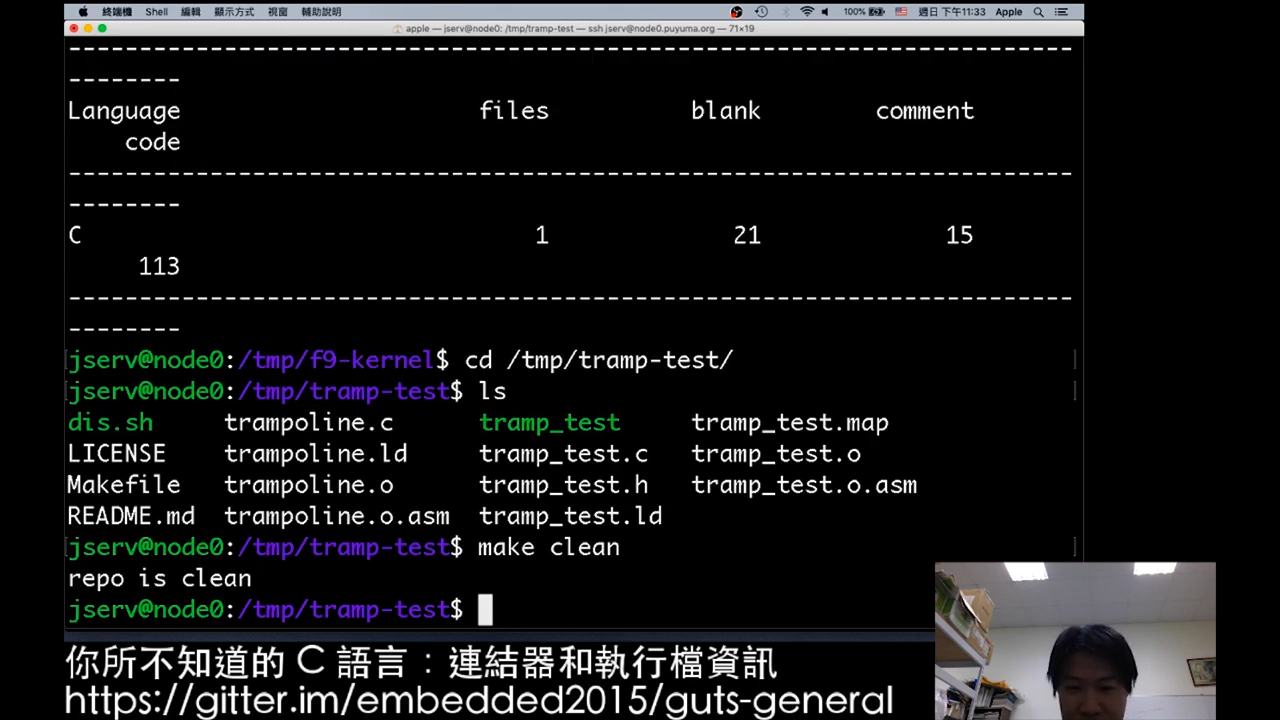 終端機 Shell 編輯 顯示方式 視窗 輔助說明 100% 週日 下午11:33 Apple
apple — jserv@node0: /tmp/tramp-test — ssh jserv@node0.puyuma.org — 71×19
-------------------------------------------------------------------------
--------
Language files blank comment
code
-------------------------------------------------------------------------
--------
C 1 21 15
113
-------------------------------------------------------------------------
--------
jserv@node0:/tmp/f9-kernel$ cd /tmp/tramp-test/
jserv@node0:/tmp/tramp-test$ ls
dis.sh trampoline.c tramp_test tramp_test.map
LICENSE trampoline.ld tramp_test.c tramp_test.o
Makefile trampoline.o tramp_test.h tramp_test.o.asm
README.md trampoline.o.asm tramp_test.ld
jserv@node0:/tmp/tramp-test$ make clean
repo is clean
jserv@node0:/tmp/tramp-test$
你所不知道的 C 語言：連結器和執行檔資訊
https://gitter.im/embedded2015/guts-general